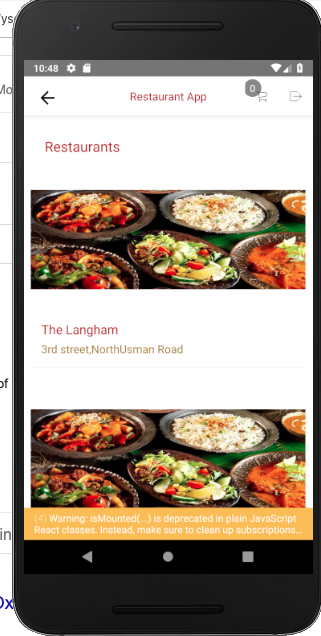 ys
10:48
Mo
0
Restaurant App
Restaurants
The Langham
3rd street,NorthUsman Road
of
(4) Warning: isMounted(...) is deprecated in plain JavaScript
React classes. Instead, make sure to clean up subscriptions...
in
Ox